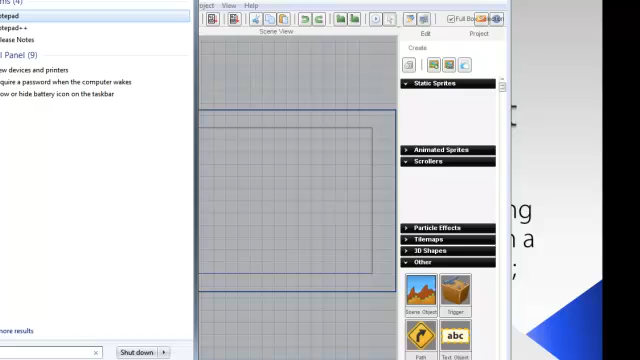 ms (4)
otepad
otepad++
lease Notes
l Panel (9)
ew devices and printers
quire a password when the computer wakes
ow or hide battery icon on the taskbar
ore results
Shut down
oject View Help
Scene View
Full Box Selection
Edit
Project
Create
Static Sprites
Animated Sprites
Scrollers
Particle Effects
Tilemaps
3D Shapes
Other
Scene Object
Trigger
abc
Path
Text Object
t
ng
n a
;